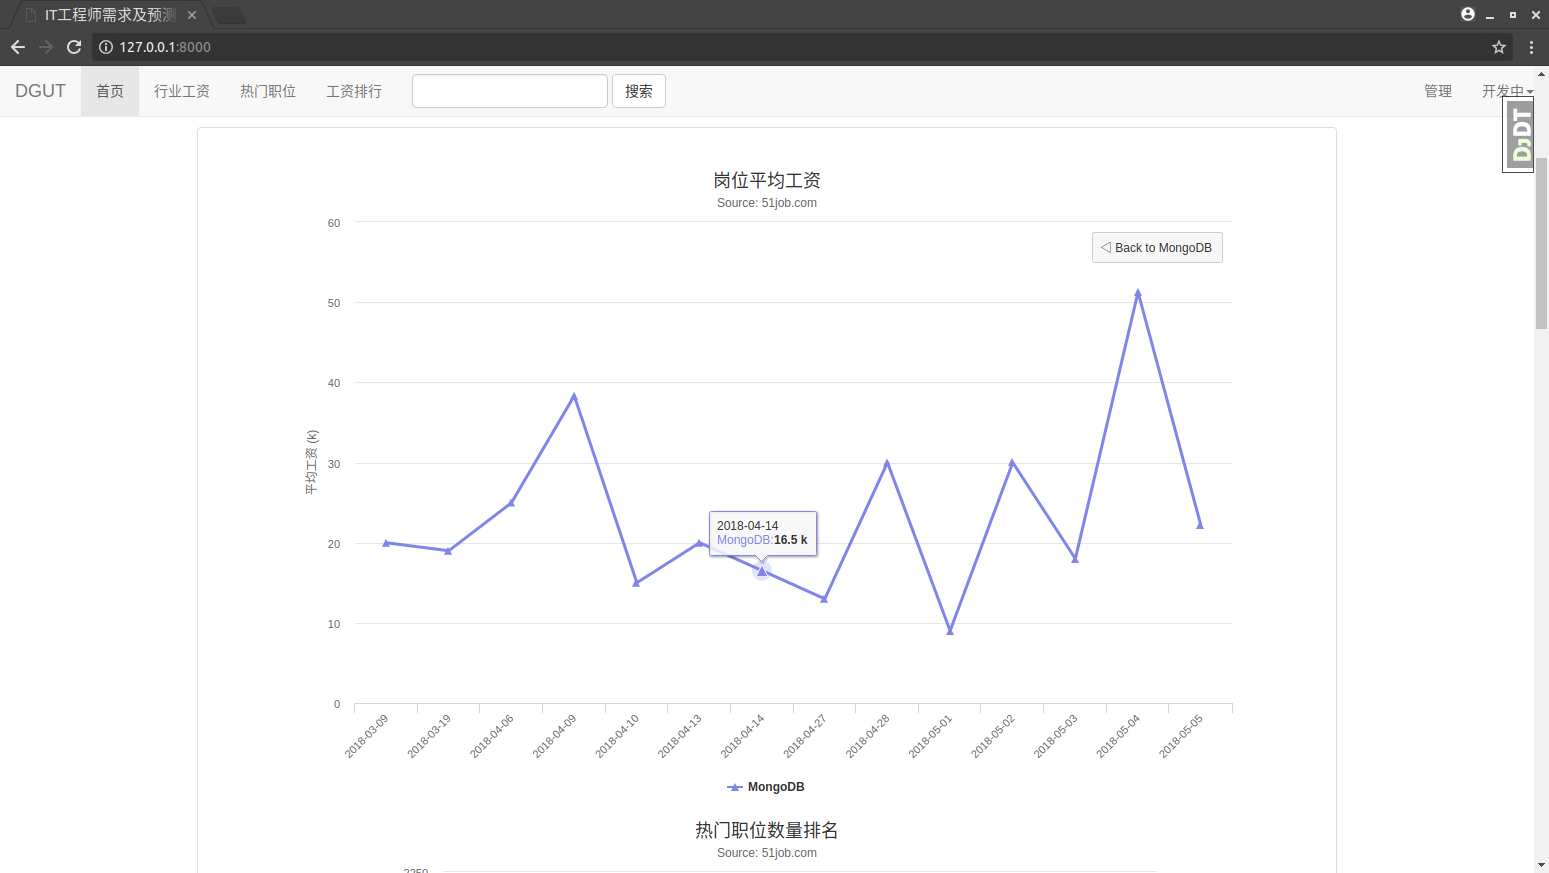 IT工程师需求及预测
127.0.0.1:8000
DGUT 首页 行业工资 热门职位 工资排行 搜索 管理 开发中
DjDT
岗位平均工资
Source: 51job.com
Back to MongoDB
平均工资 (k)
60
50
40
30
20
10
0
2018-04-14
MongoDB:16.5 k
2018-03-09 2018-03-19 2018-04-06 2018-04-09 2018-04-10 2018-04-13 2018-04-14 2018-04-27 2018-04-28 2018-05-01 2018-05-02 2018-05-03 2018-05-04 2018-05-05
MongoDB
热门职位数量排名
Source: 51job.com
2250